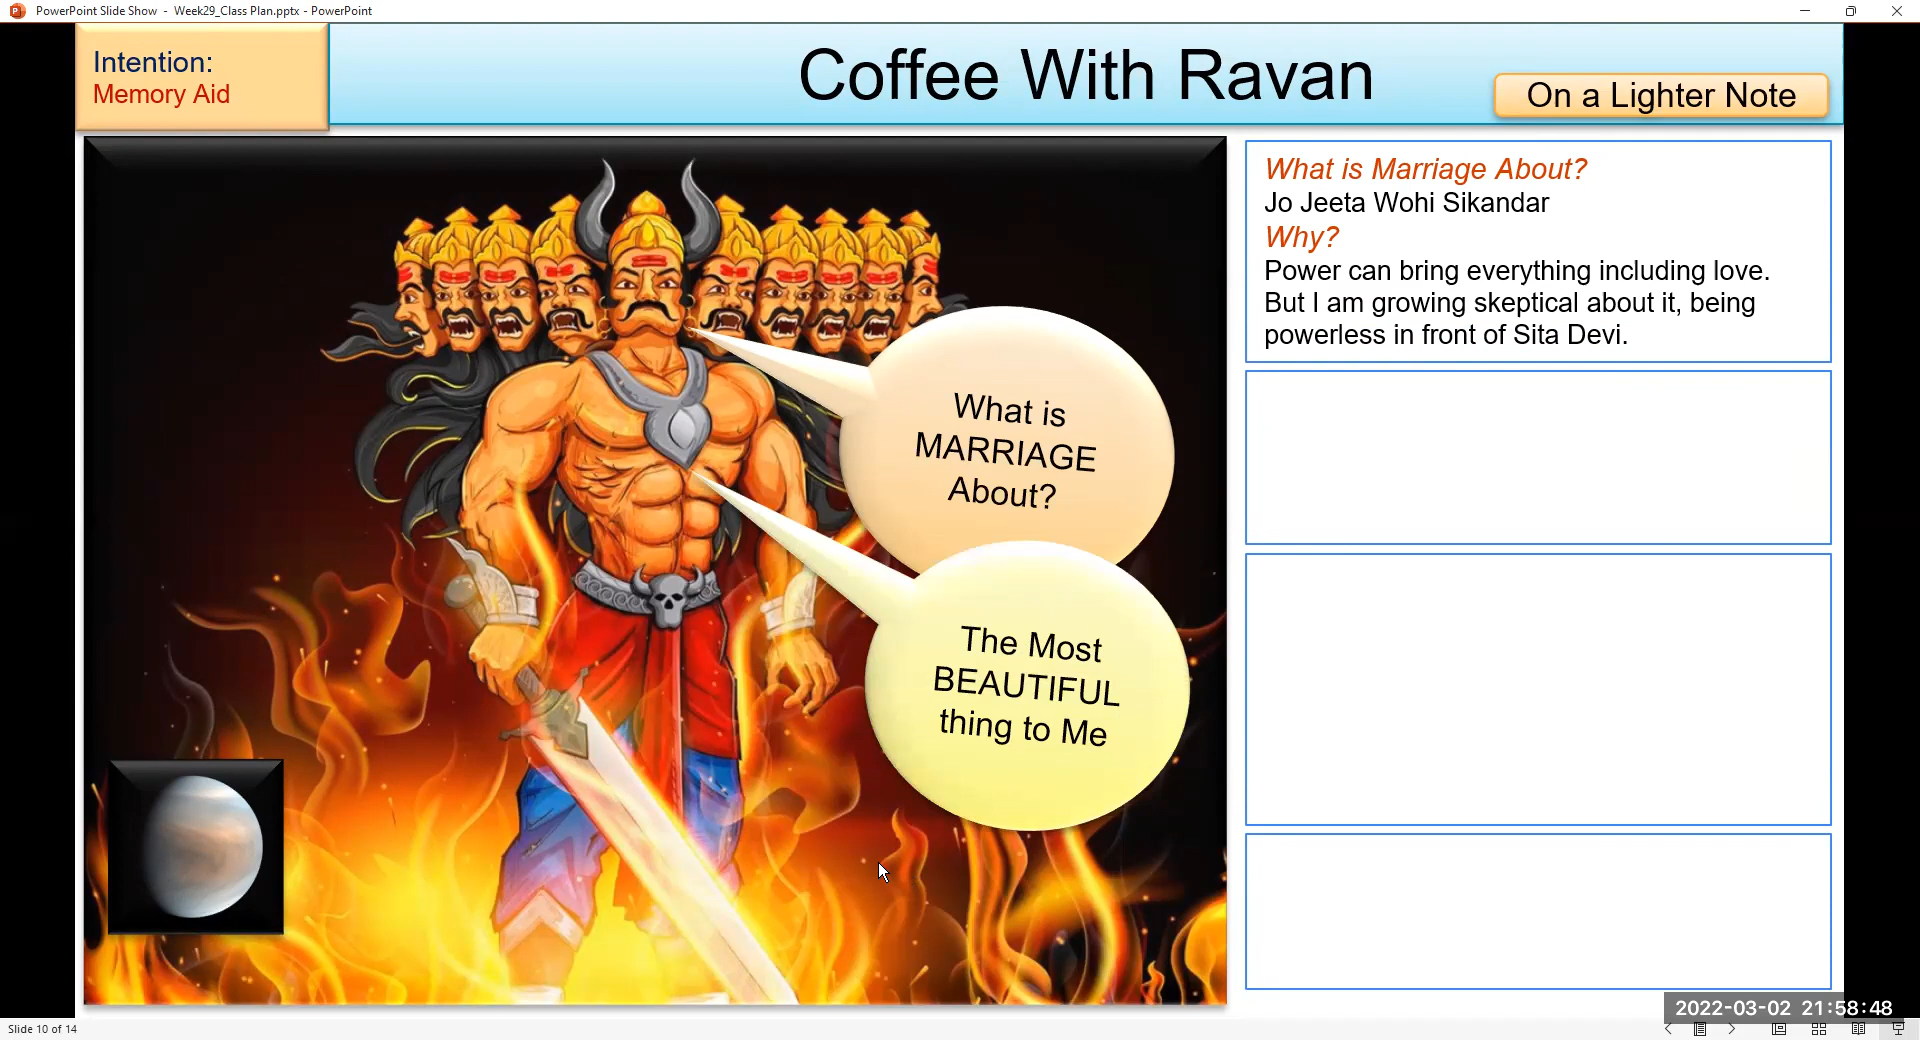 PowerPoint Slide Show - Week29_Class Plan.pptx - PowerPoint
Intention:
Memory Aid
Coffee With Ravan
On a Lighter Note
What is
MARRIAGE
About?
The Most
BEAUTIFUL
thing to Me
What is Marriage About?
Jo Jeeta Wohi Sikandar
Why?
Power can bring everything including love.
But I am growing skeptical about it, being
powerless in front of Sita Devi.
2022-03-02 21:58:48
Slide 10 of 14